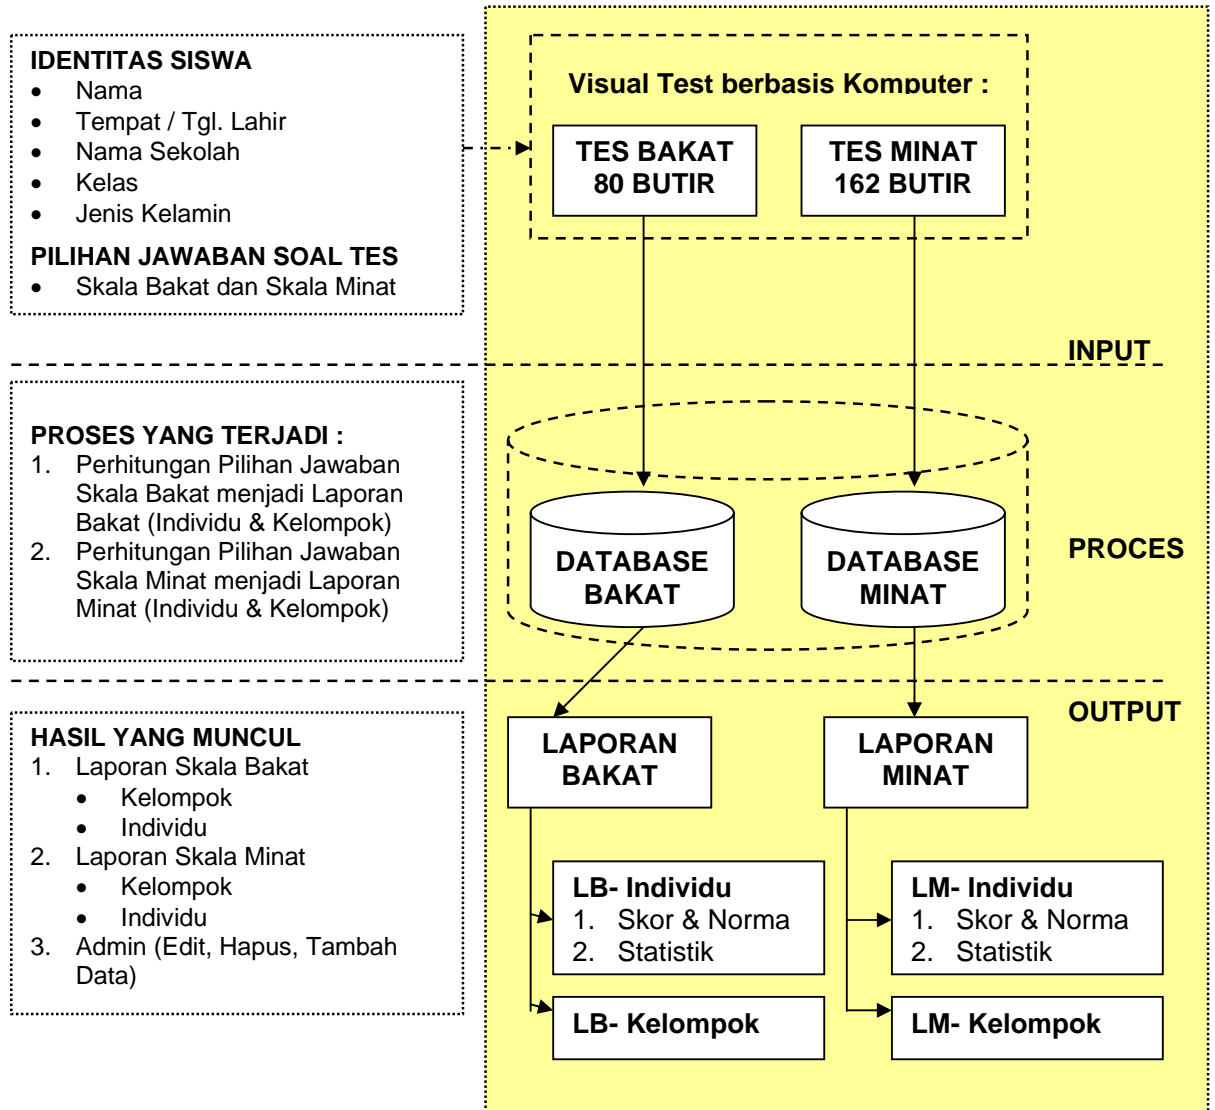 IDENTITAS SISWA
• Nama
• Tempat / Tgl. Lahir
• Nama Sekolah
• Kelas
• Jenis Kelamin
PILIHAN JAWABAN SOAL TES
• Skala Bakat dan Skala Minat
Visual Test berbasis Komputer :
TES BAKAT
80 BUTIR
TES MINAT
162 BUTIR
INPUT
PROSES YANG TERJADI :
1. Perhitungan Pilihan Jawaban
Skala Bakat menjadi Laporan
Bakat (Individu & Kelompok)
2. Perhitungan Pilihan Jawaban
Skala Minat menjadi Laporan
Minat (Individu & Kelompok)
DATABASE
BAKAT
DATABASE
MINAT
PROCES
HASIL YANG MUNCUL
1. Laporan Skala Bakat
• Kelompok
• Individu
2. Laporan Skala Minat
• Kelompok
• Individu
3. Admin (Edit, Hapus, Tambah
Data)
OUTPUT
LAPORAN
BAKAT
LAPORAN
MINAT
LB- Individu
1. Skor & Norma
2. Statistik
LM- Individu
1. Skor & Norma
2. Statistik
LB- Kelompok
LM- Kelompok